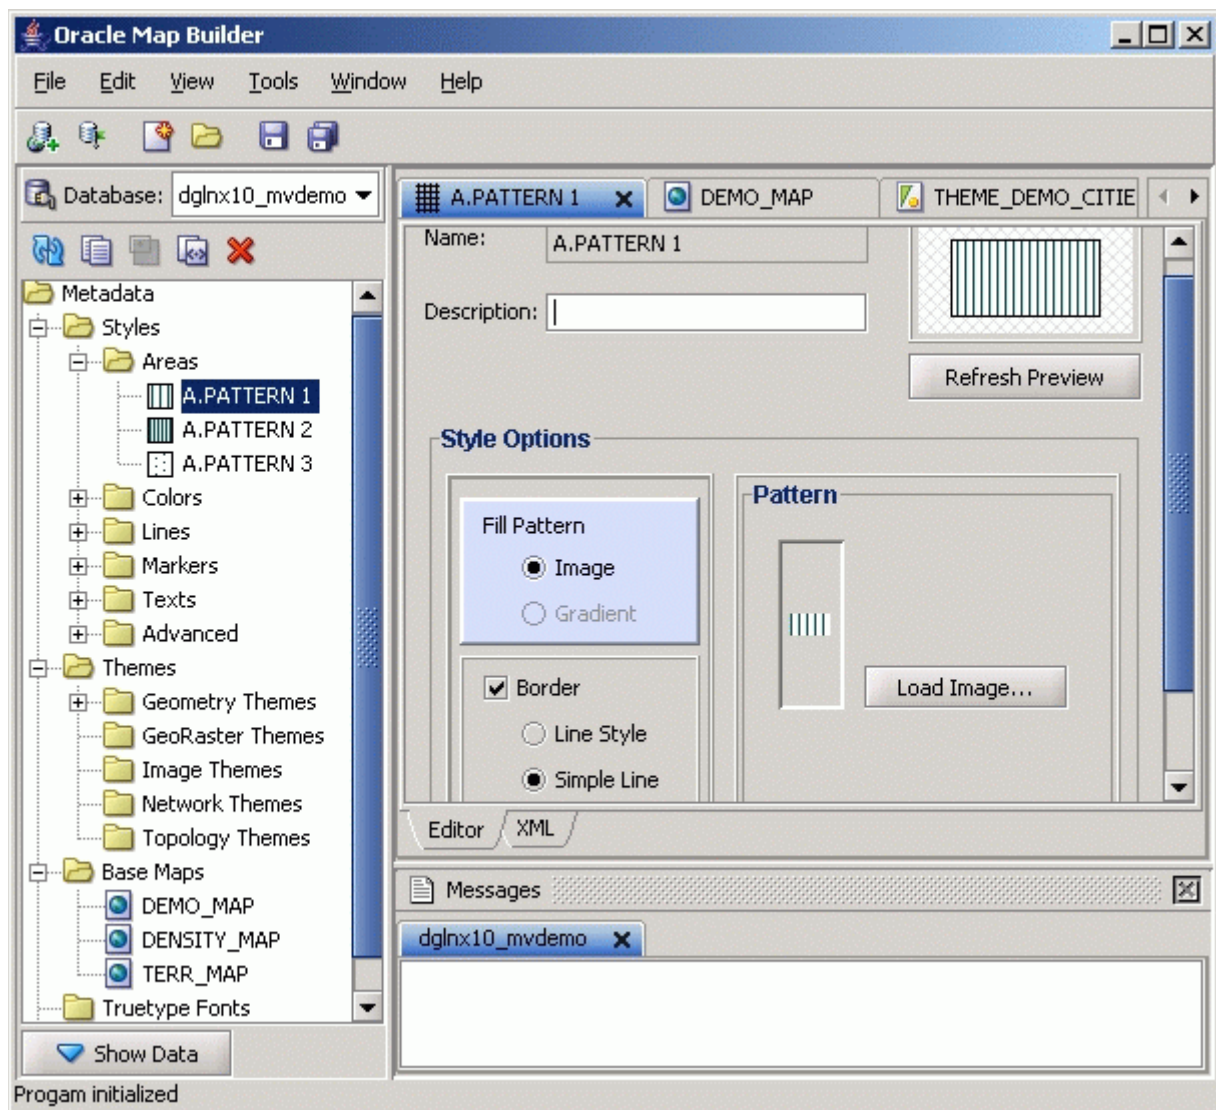 Oracle Map Builder
File Edit View Tools Window Help
Database: dglnx10_mvdemo
Metadata
Styles
Areas
A.PATTERN 1
A.PATTERN 2
A.PATTERN 3
Colors
Lines
Markers
Texts
Advanced
Themes
Geometry Themes
GeoRaster Themes
Image Themes
Network Themes
Topology Themes
Base Maps
DEMO_MAP
DENSITY_MAP
TERR_MAP
Truetype Fonts
Show Data
A.PATTERN 1 DEMO_MAP THEME_DEMO_CITIE
Name: A.PATTERN 1
Description:
Refresh Preview
Style Options
Fill Pattern
Image
Gradient
Border
Line Style
Simple Line
Pattern
Load Image...
Editor XML
Messages
dglnx10_mvdemo
Progam initialized